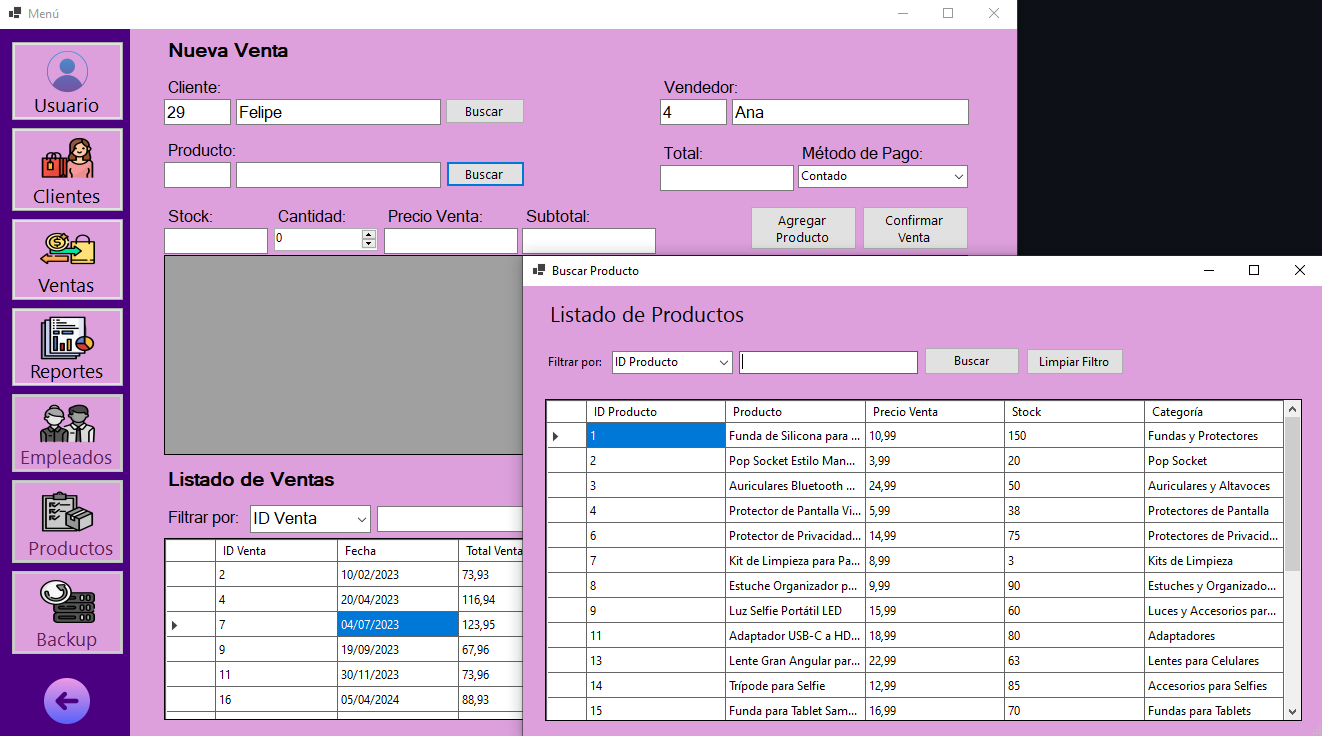 Menú
Usuario
Clientes
Ventas
Reportes
Empleados
Productos
Backup
Nueva Venta
Cliente:
29 Felipe Buscar
Vendedor:
4 Ana
Producto:
Buscar
Total: Método de Pago:
Contado
Stock: Cantidad: Precio Venta: Subtotal:
0
Agregar Producto
Confirmar Venta
Listado de Ventas
Filtrar por: ID Venta
ID Venta Fecha Total Venta
2 10/02/2023 73,93
4 20/04/2023 116,94
7 04/07/2023 123,95
9 19/09/2023 67,96
11 30/11/2023 73,96
16 05/04/2024 88,93
Buscar Producto
Listado de Productos
Filtrar por: ID Producto Buscar Limpiar Filtro
ID Producto Producto Precio Venta Stock Categoría
1 Funda de Silicona para ... 10,99 150 Fundas y Protectores
2 Pop Socket Estilo Man... 3,99 20 Pop Socket
3 Auriculares Bluetooth ... 24,99 50 Auriculares y Altavoces
4 Protector de Pantalla Vi... 5,99 38 Protectores de Pantalla
6 Protector de Privacidad... 14,99 75 Protectores de Privacid...
7 Kit de Limpieza para Pa... 8,99 3 Kits de Limpieza
8 Estuche Organizador p... 9,99 90 Estuches y Organizado...
9 Luz Selfie Portátil LED 15,99 60 Luces y Accesorios par...
11 Adaptador USB-C a HD... 18,99 80 Adaptadores
13 Lente Gran Angular par... 22,99 63 Lentes para Celulares
14 Trípode para Selfie 12,99 85 Accesorios para Selfies
15 Funda para Tablet Sam... 16,99 70 Fundas para Tablets